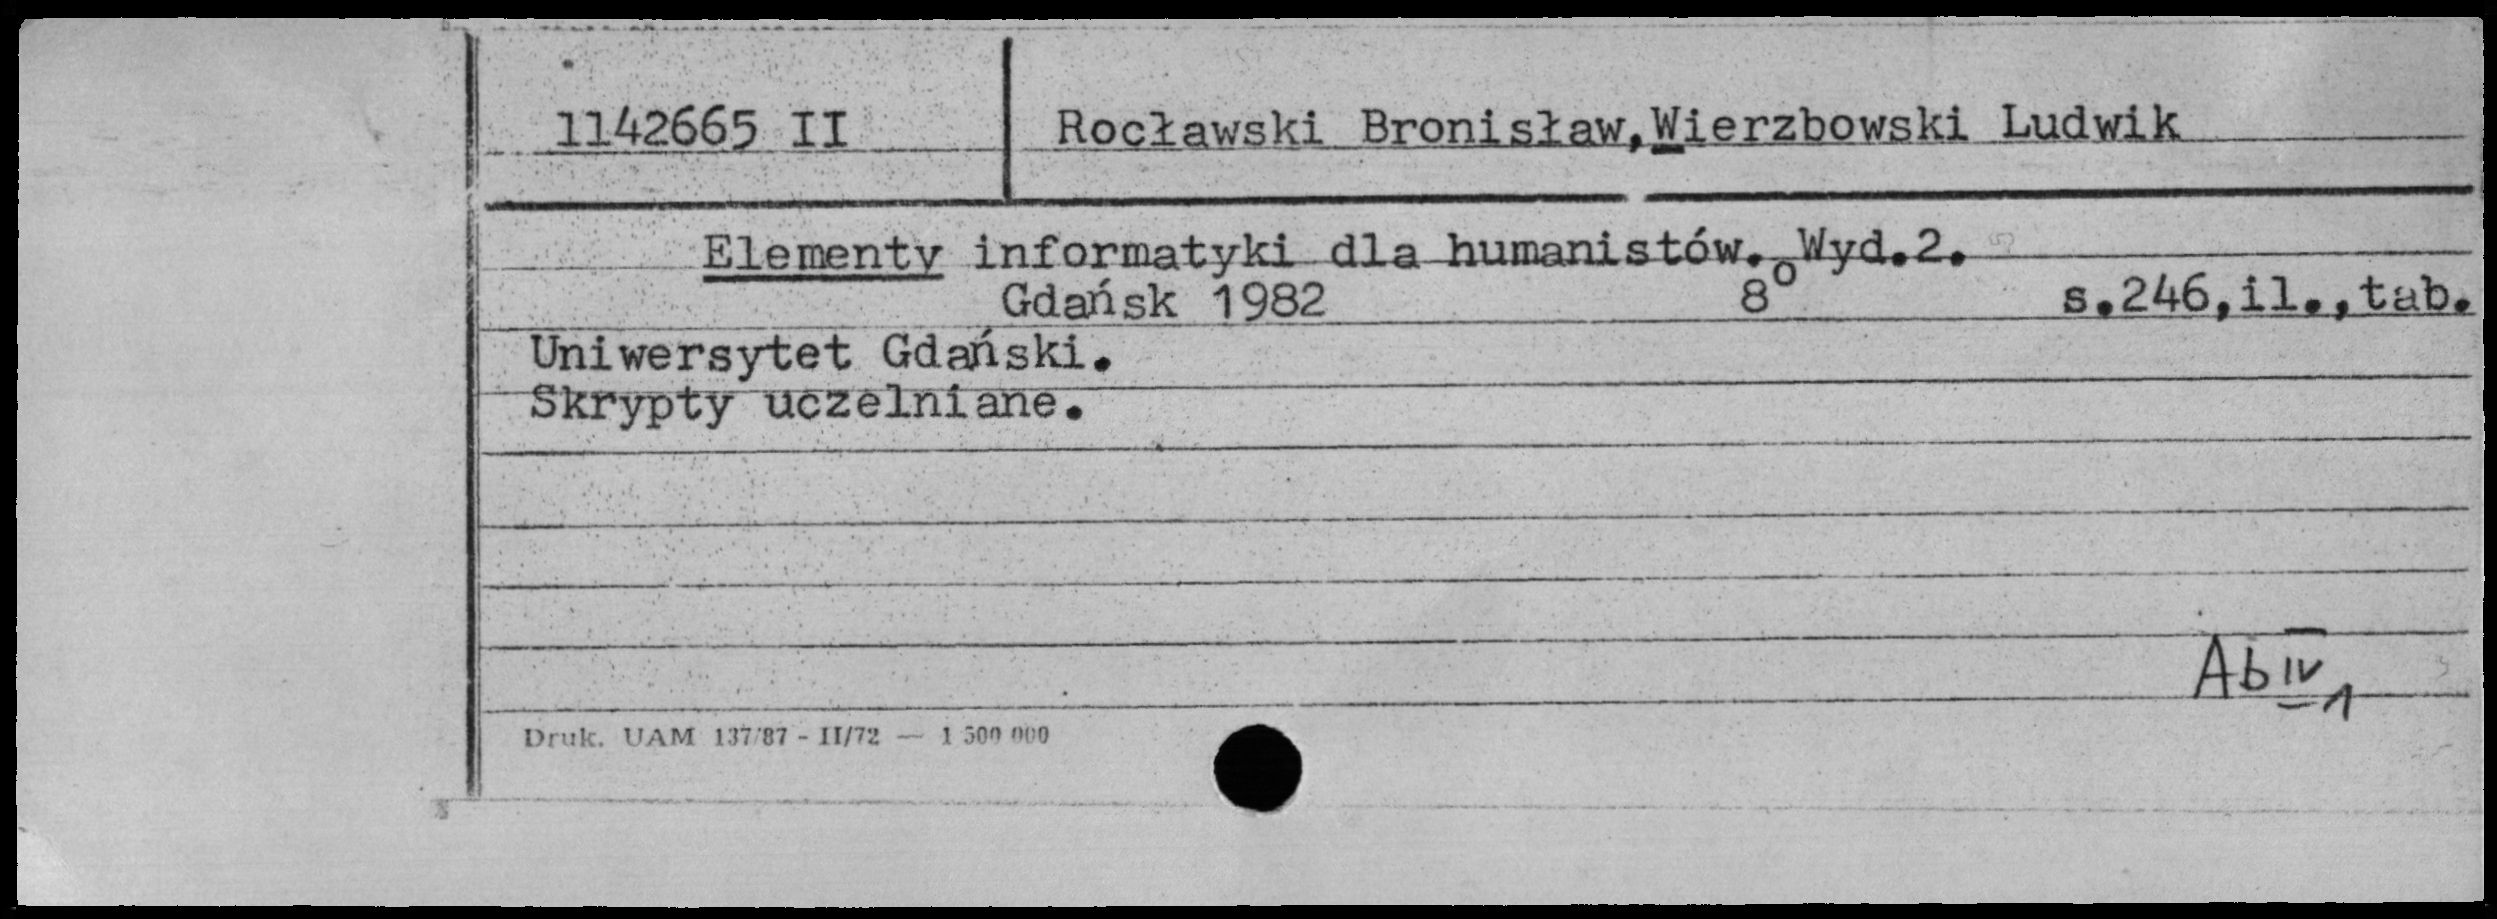 1142665 II
Rocławski Bronisław,Wierzbowski Ludwik
Elementy informatyki dla humanistów. Wyd.2.
Gdańsk 1982 8° s.246,il.,tab.
Uniwersytet Gdański.
Skrypty uczelniane.
Ab IV 1
Druk. UAM 137/87 - II/72 — 1 500 000